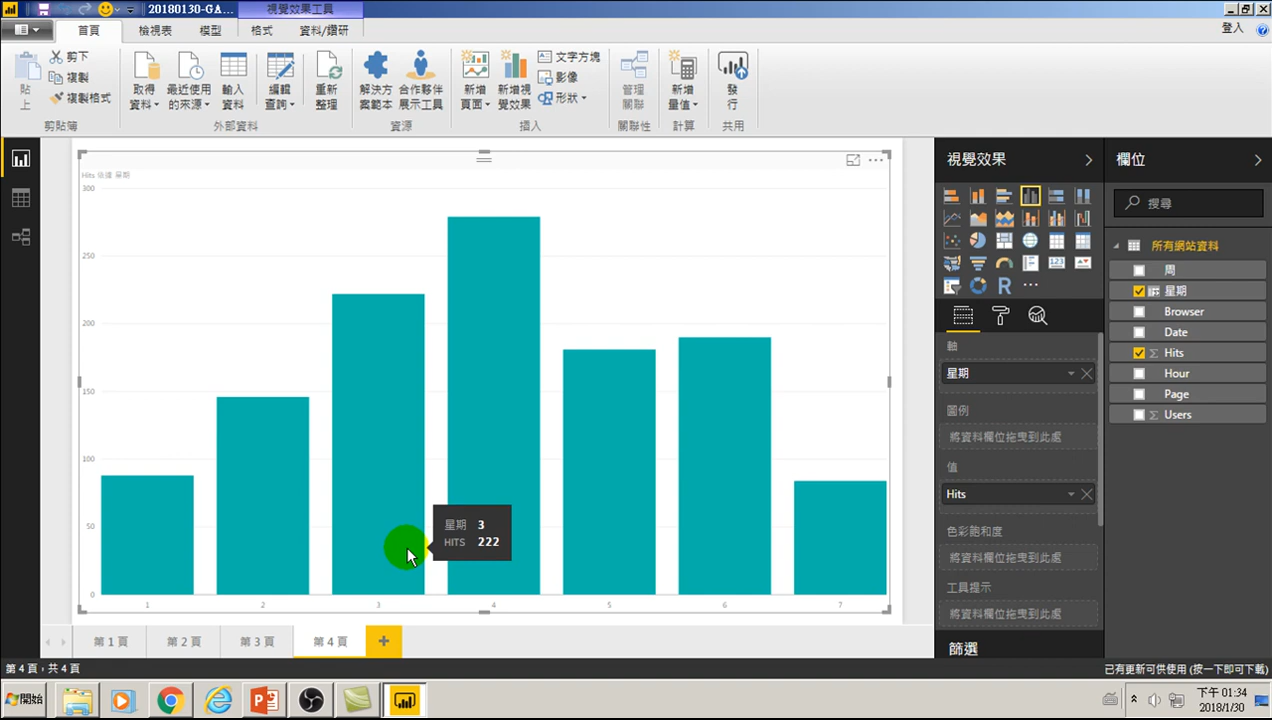 20180130-GA...
視覺效果工具
首頁
檢視表
模型
格式
資料/鑽研
登入
貼上
剪下
複製
複製格式
剪貼簿
取得資料
最近使用的來源
輸入資料
編輯查詢
重新整理
外部資料
解決方案範本
合作夥伴展示工具
資源
新增頁面
新增視覺效果
文字方塊
影像
形狀
插入
管理關聯
關聯性
新增量值
計算
發行
共用
Hits 依據 星期
300
250
200
150
100
50
0
1
2
3
4
5
6
7
星期 3
HITS 222
視覺效果
123
R
軸
星期
圖例
將資料欄位拖曳到此處
值
Hits
色彩飽和度
將資料欄位拖曳到此處
工具提示
將資料欄位拖曳到此處
篩選
欄位
搜尋
所有網站資料
周
星期
Browser
Date
Σ Hits
Hour
Page
Σ Users
第 1 頁
第 2 頁
第 3 頁
第 4 頁
第 4 頁，共 4 頁
已有更新可供使用 (按一下即可下載)
開始
下午 01:34
2018/1/30